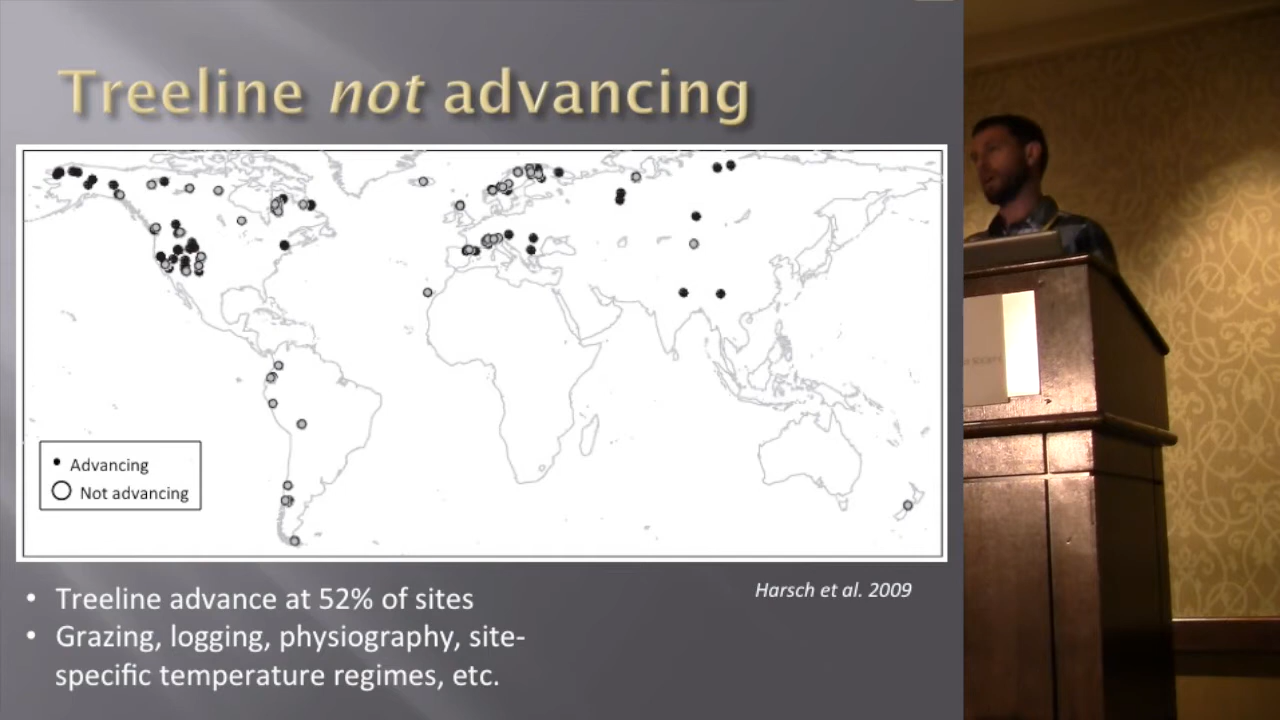 Treeline not advancing
Advancing
Not advancing
Harsch et al. 2009
• Treeline advance at 52% of sites
• Grazing, logging, physiography, site-
specific temperature regimes, etc.